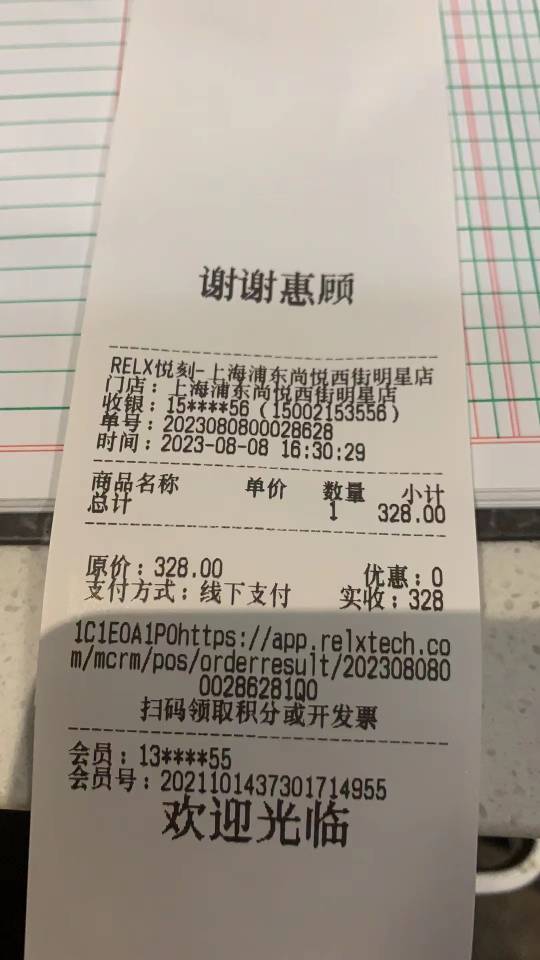 谢谢惠顾
RELX悦刻-上海浦东尚悦西街明星店
门店：上海浦东尚悦西街明星店
收银：15****56（15002153556）
单号：2023080800028628
时间：2023-08-08 16:30:29
商品名称 单价 数量 小计
总计 1 328.00
原价：328.00 优惠：0
支付方式：线下支付 实收：328
1C1E0A1P0https://app.relxtech.co
m/mcrm/pos/orderresult/202308080
00286281Q0
扫码领取积分或开发票
会员：13****55
会员号：2021101437301714955
欢迎光临